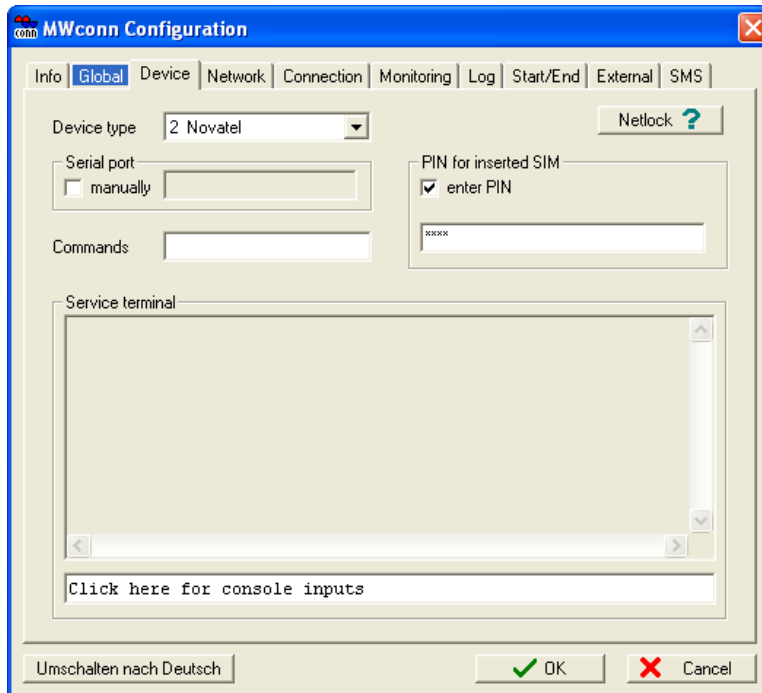 conn MWconn Configuration
Info Global Device Network Connection Monitoring Log Start/End External SMS
Device type 2 Novatel Netlock ?
Serial port PIN for inserted SIM
manually enter PIN
****
Commands
Service terminal
Click here for console inputs
Umschalten nach Deutsch OK Cancel